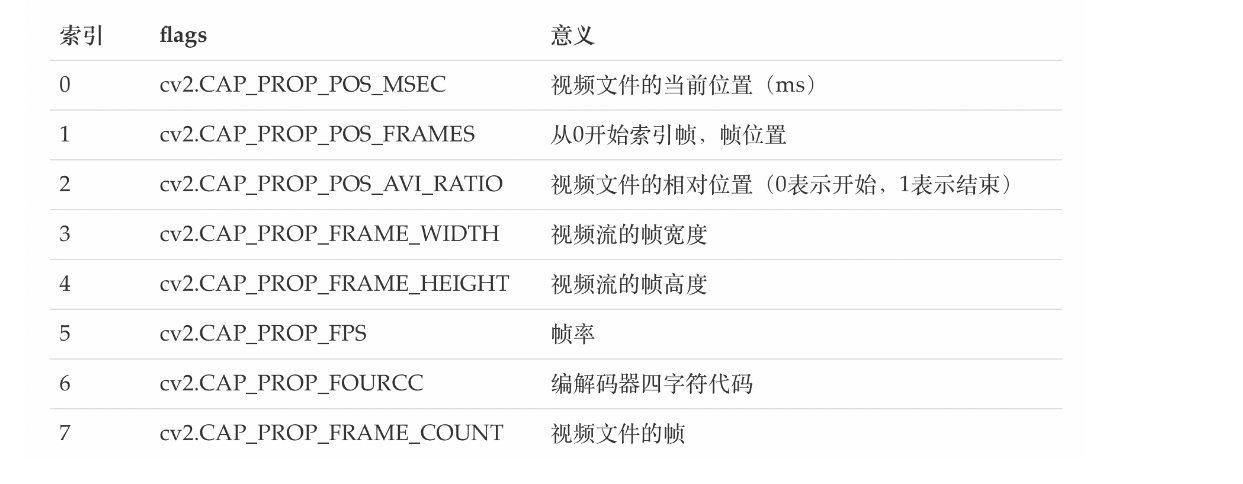 索引 flags 意义
0 cv2.CAP_PROP_POS_MSEC 视频文件的当前位置（ms）
1 cv2.CAP_PROP_POS_FRAMES 从0开始索引帧，帧位置
2 cv2.CAP_PROP_POS_AVI_RATIO 视频文件的相对位置（0表示开始，1表示结束）
3 cv2.CAP_PROP_FRAME_WIDTH 视频流的帧宽度
4 cv2.CAP_PROP_FRAME_HEIGHT 视频流的帧高度
5 cv2.CAP_PROP_FPS 帧率
6 cv2.CAP_PROP_FOURCC 编解码器四字符代码
7 cv2.CAP_PROP_FRAME_COUNT 视频文件的帧